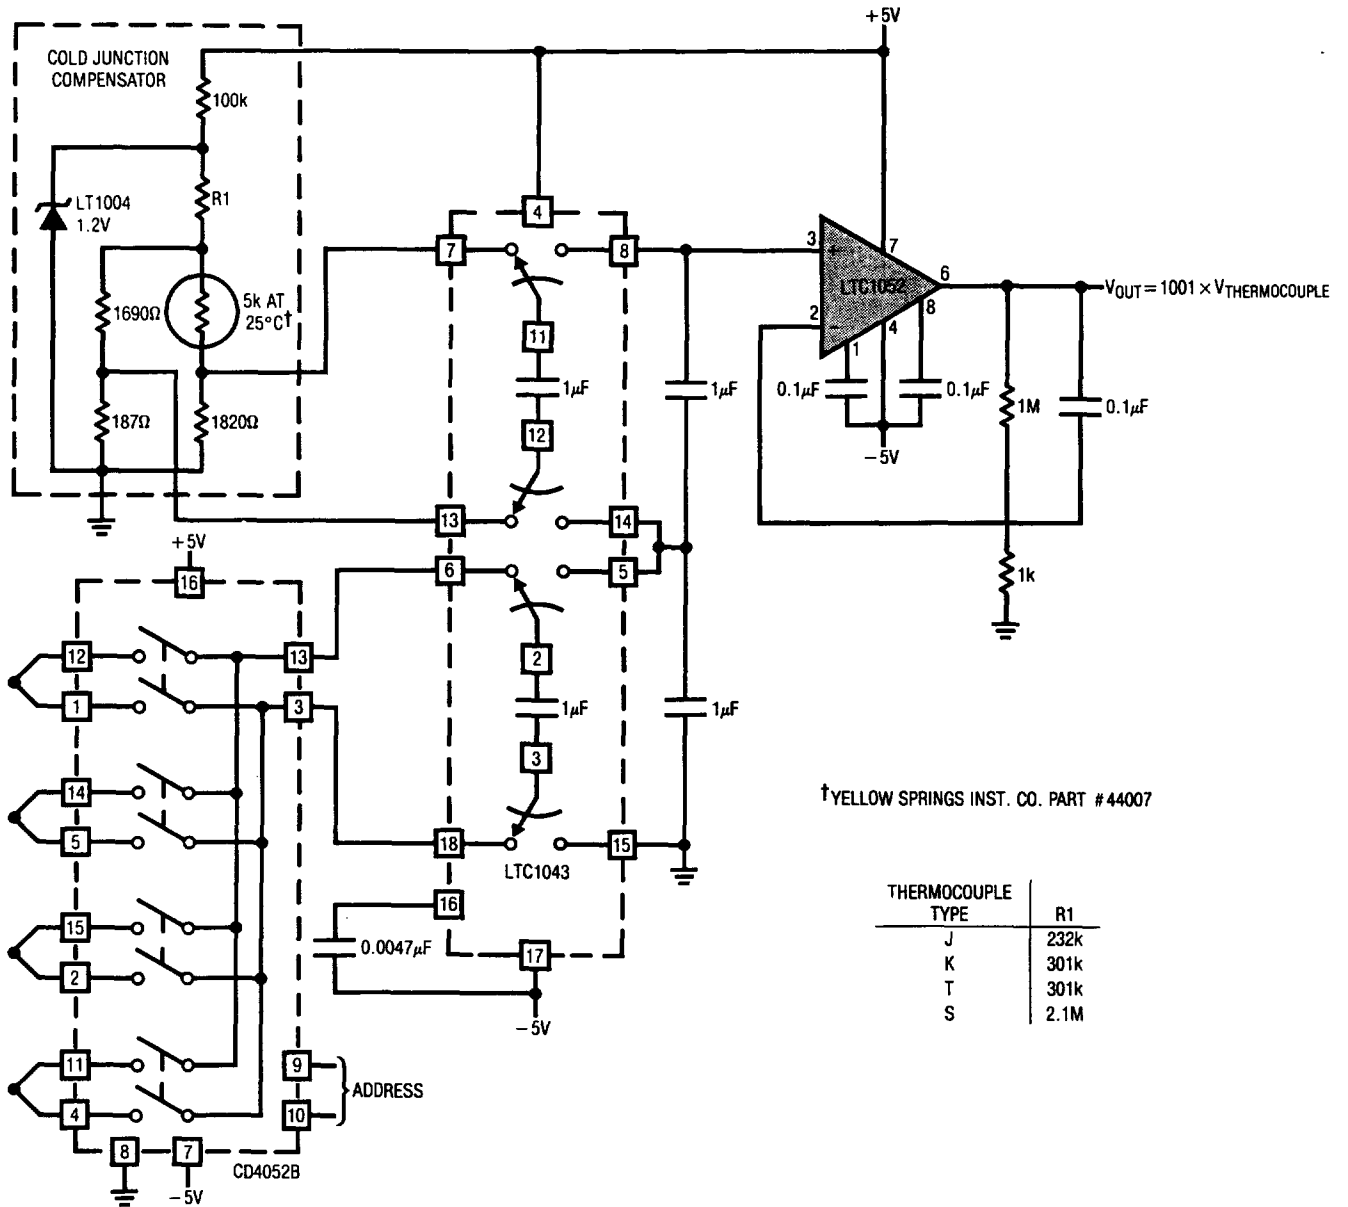 +5V
COLD JUNCTION
COMPENSATOR
100k
LT1004
1.2V
R1
1690Ω
5k AT
25°C†
187Ω
1820Ω
4
7
8
11
1μF
12
13
14
6
5
2
1μF
3
18
15
LTC1043
16
17
0.0047μF
−5V
1μF
1μF
3
+
7
LTC1052
6
2
−
8
4
1
0.1μF
0.1μF
−5V
VOUT=1001×VTHERMOCOUPLE
1M
0.1μF
1k
+5V
16
12
13
1
3
14
5
15
2
11
9
4
10
ADDRESS
8
7
CD4052B
−5V
†YELLOW SPRINGS INST. CO. PART #44007
THERMOCOUPLE
TYPE R1
J 232k
K 301k
T 301k
S 2.1M